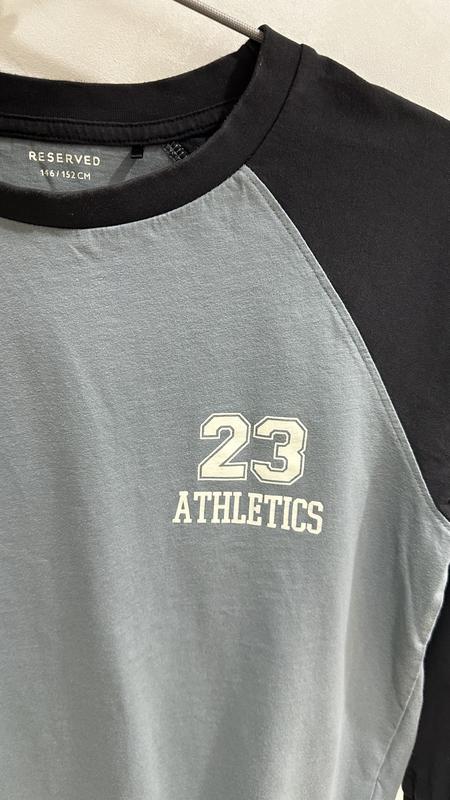 RESERVED
146/152 CM
23
ATHLETICS